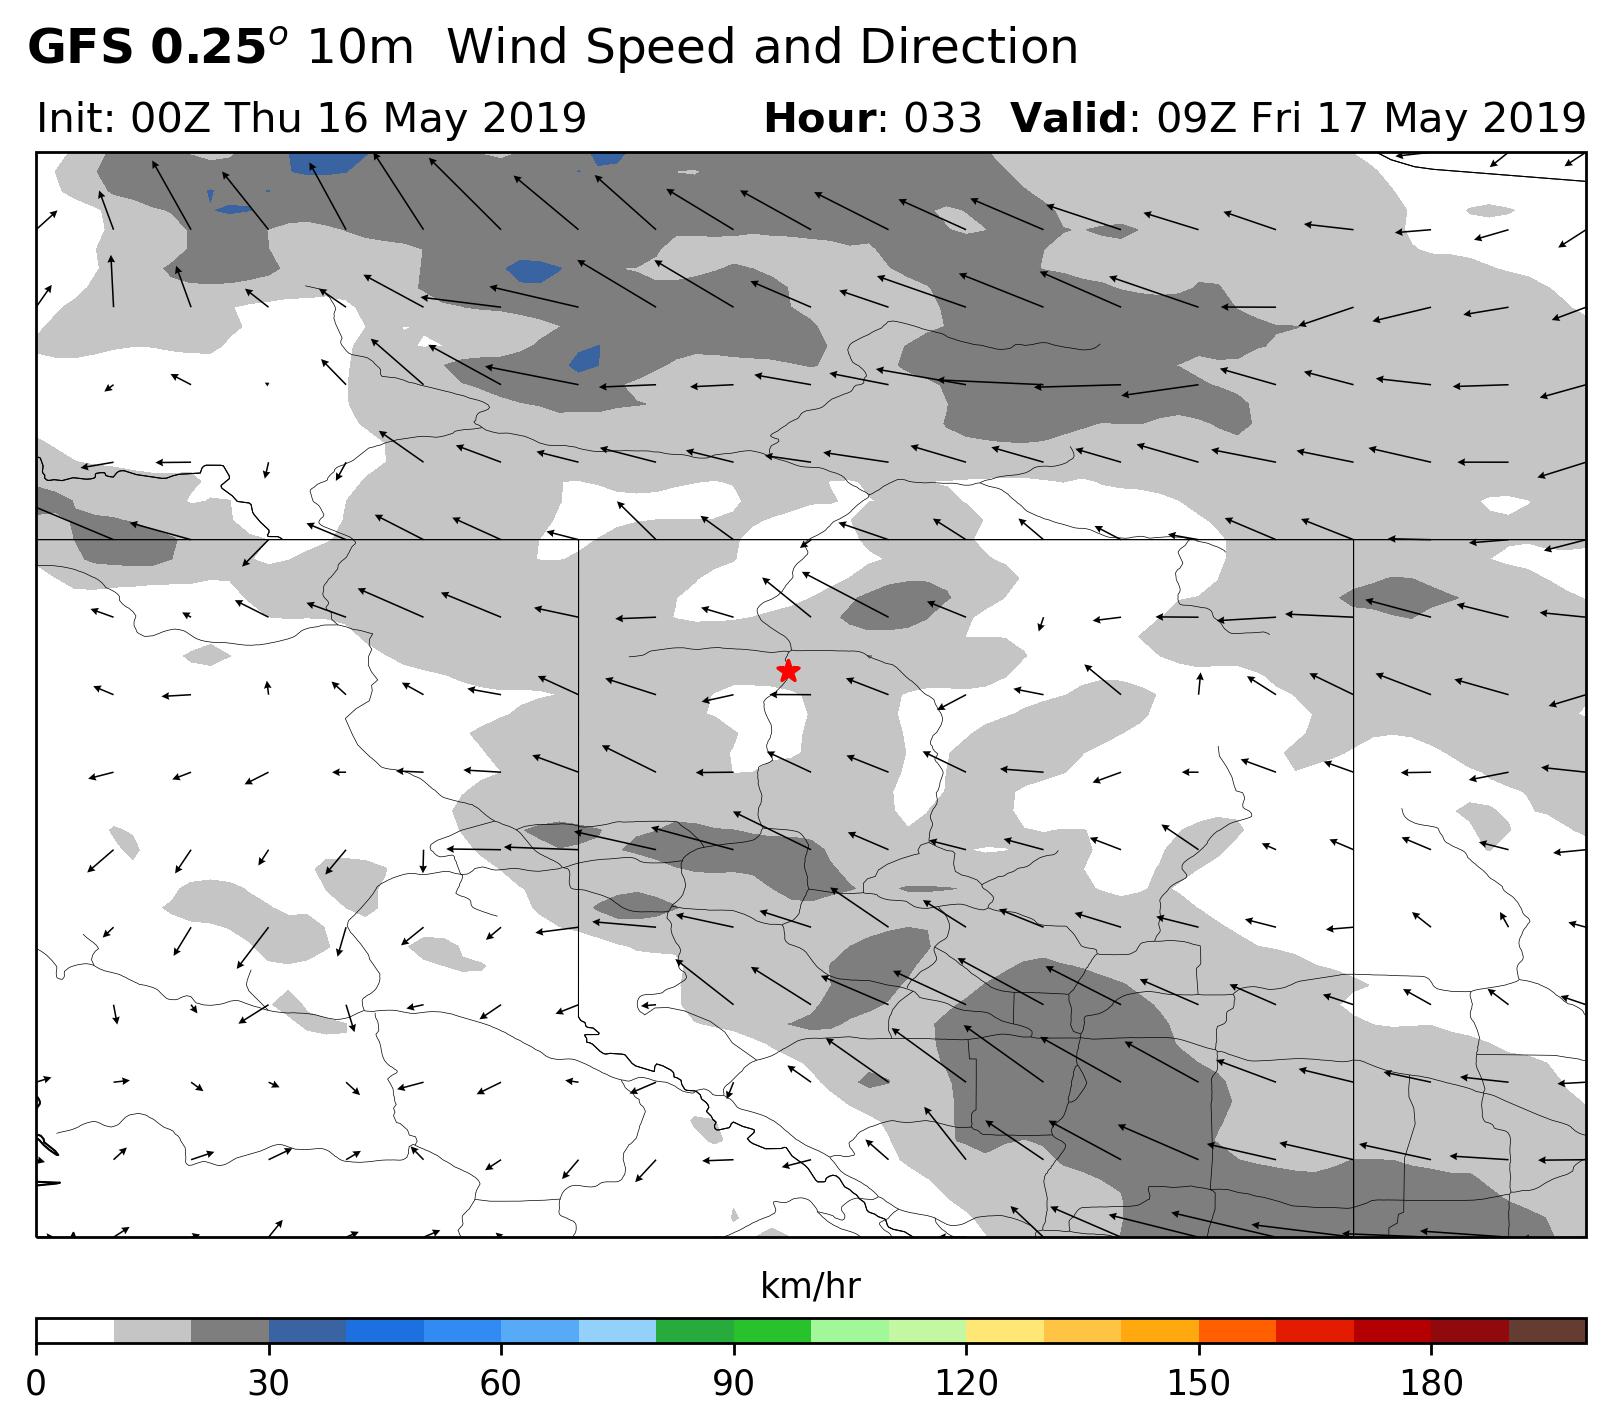 GFS 0.25° 10m Wind Speed and Direction
Init: 00Z Thu 16 May 2019 Hour: 033 Valid: 09Z Fri 17 May 2019
km/hr
0 30 60 90 120 150 180